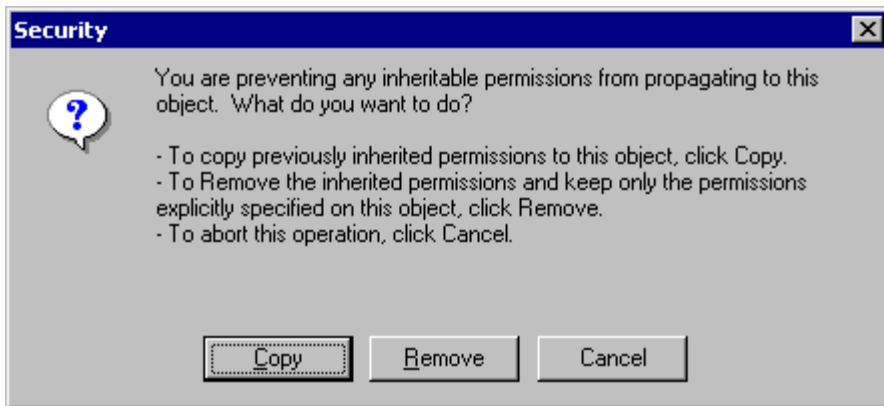 Security
You are preventing any inheritable permissions from propagating to this
object.  What do you want to do?
- To copy previously inherited permissions to this object, click Copy.
- To Remove the inherited permissions and keep only the permissions
explicitly specified on this object, click Remove.
- To abort this operation, click Cancel.
Copy Remove Cancel